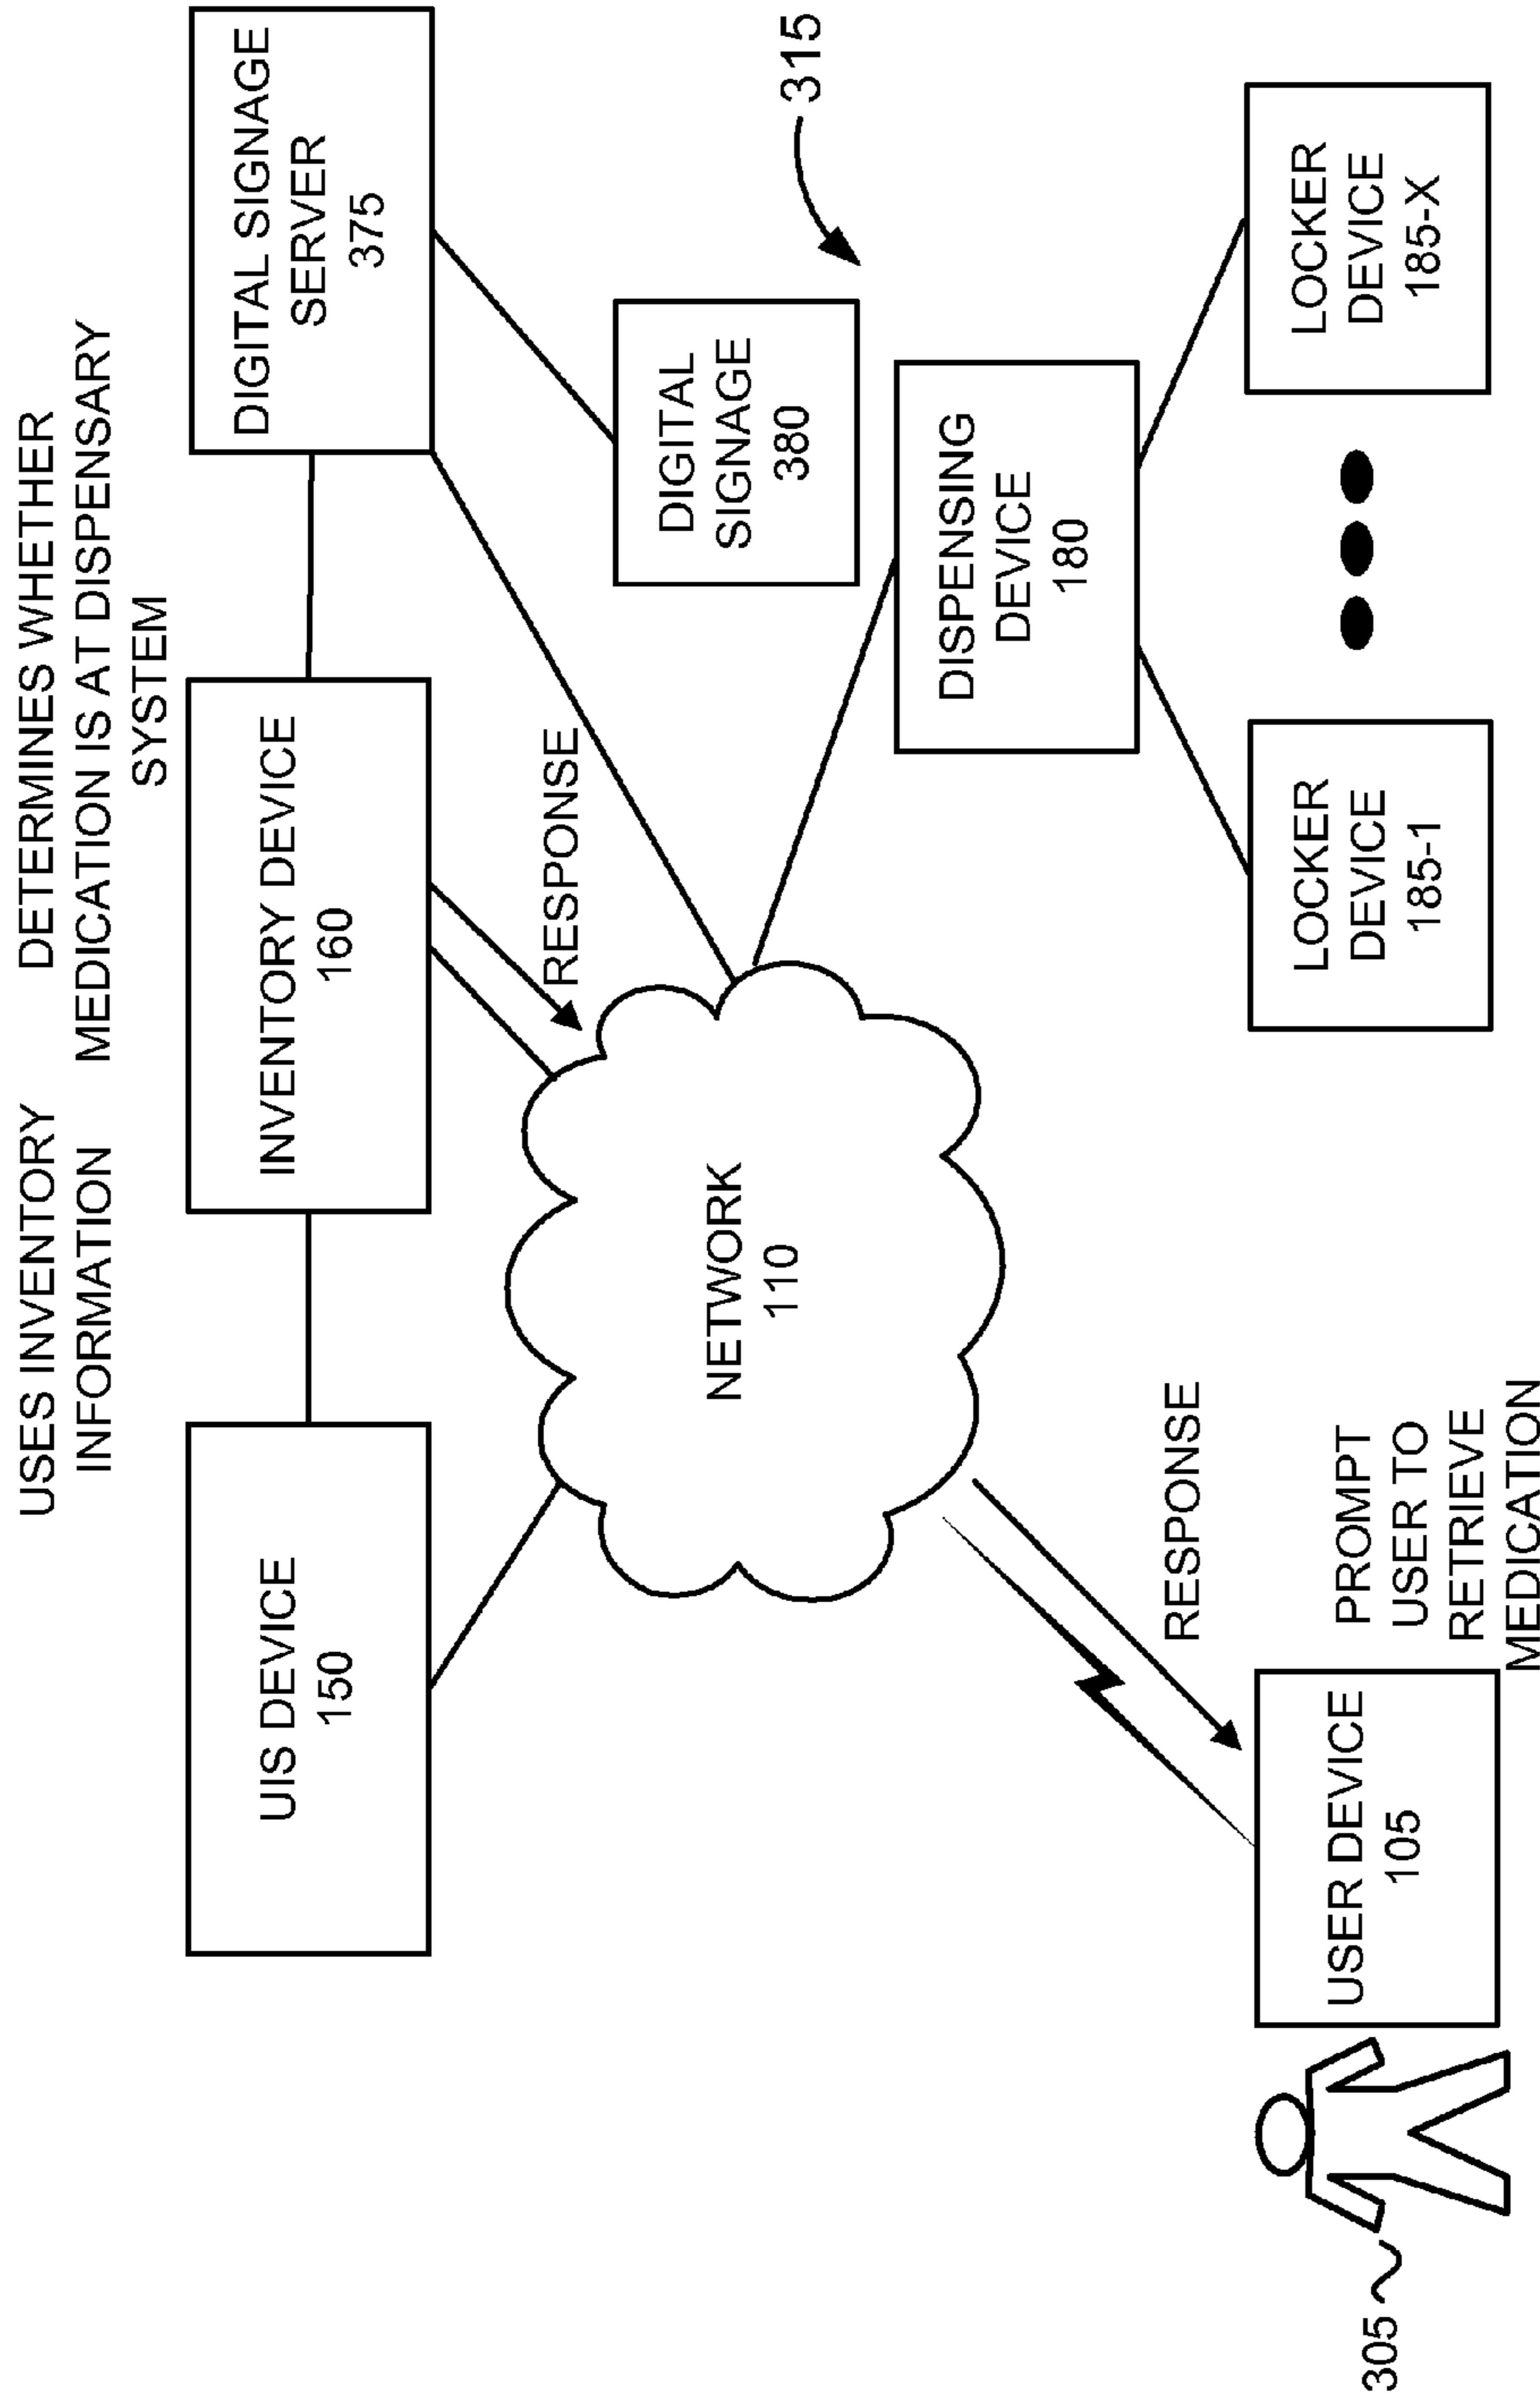 USES INVENTORY
INFORMATION
DETERMINES WHETHER
MEDICATION IS AT DISPENSARY
SYSTEM
UIS DEVICE
150
INVENTORY DEVICE
160
DIGITAL SIGNAGE
SERVER
375
RESPONSE
NETWORK
110
DIGITAL
SIGNAGE
380
315
DISPENSING
DEVICE
180
RESPONSE
305
USER DEVICE
105
PROMPT
USER TO
RETRIEVE
MEDICATION
LOCKER
DEVICE
185-1
LOCKER
DEVICE
185-X